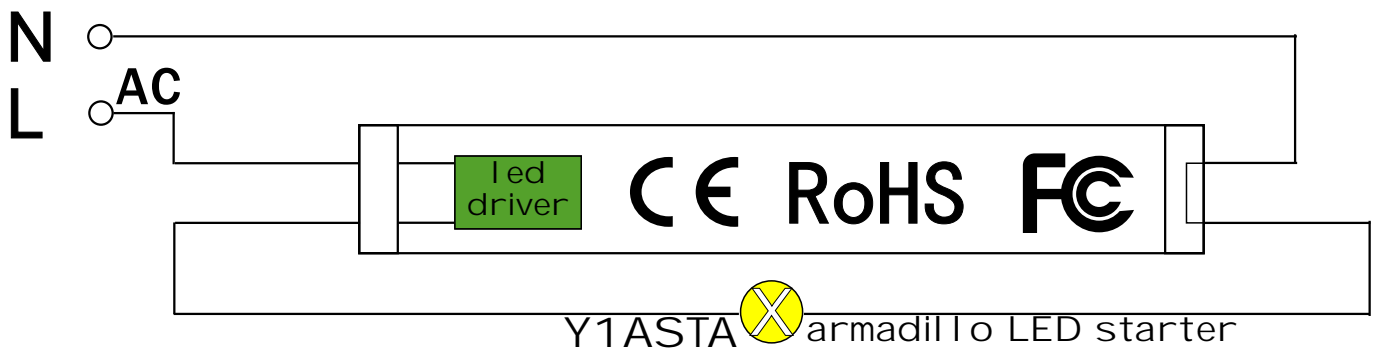 N
L AC
led
driver
CE RoHS FC
Y1ASTA X armadillo LED starter